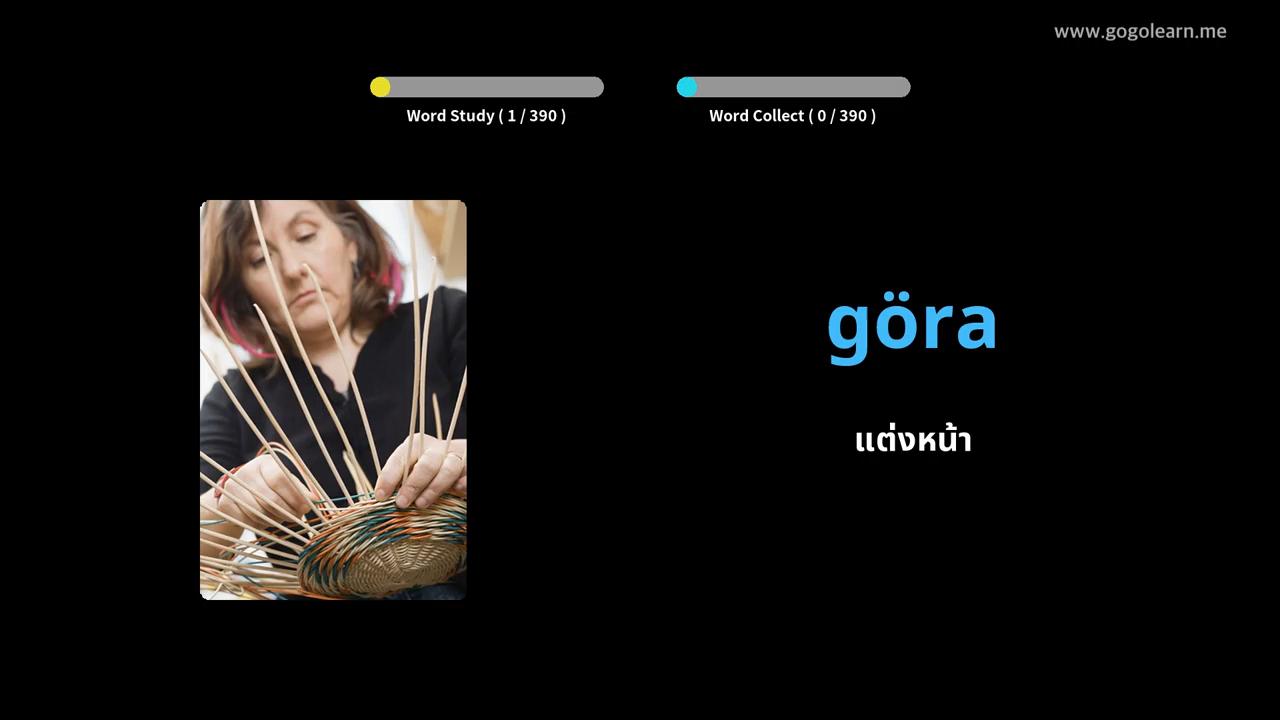 www.gogolearn.me
Word Study ( 1 / 390 )
Word Collect ( 0 / 390 )
göra
แต่งหน้า